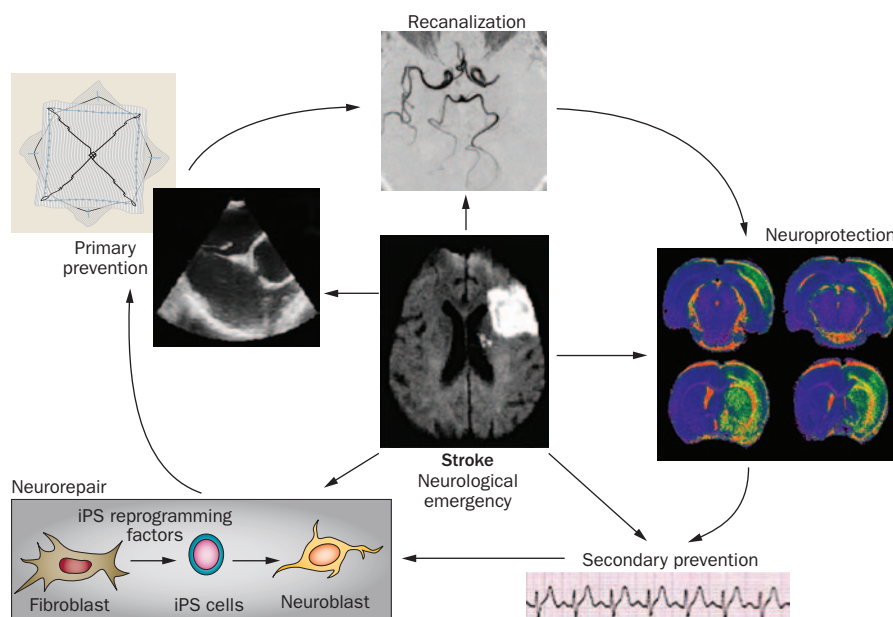 Recanalization
Primary
prevention
Neuroprotection
Stroke
Neurological
emergency
Neurorepair
iPS reprogramming
factors
Fibroblast
iPS cells
Neuroblast
Secondary prevention